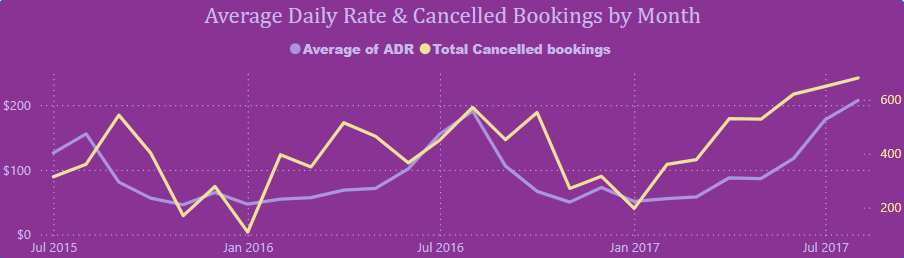 Average Daily Rate & Cancelled Bookings by Month
Average of ADR Total Cancelled bookings
$200 600
400
$100
200
$0
Jul 2015 Jan 2016 Jul 2016 Jan 2017 Jul 2017